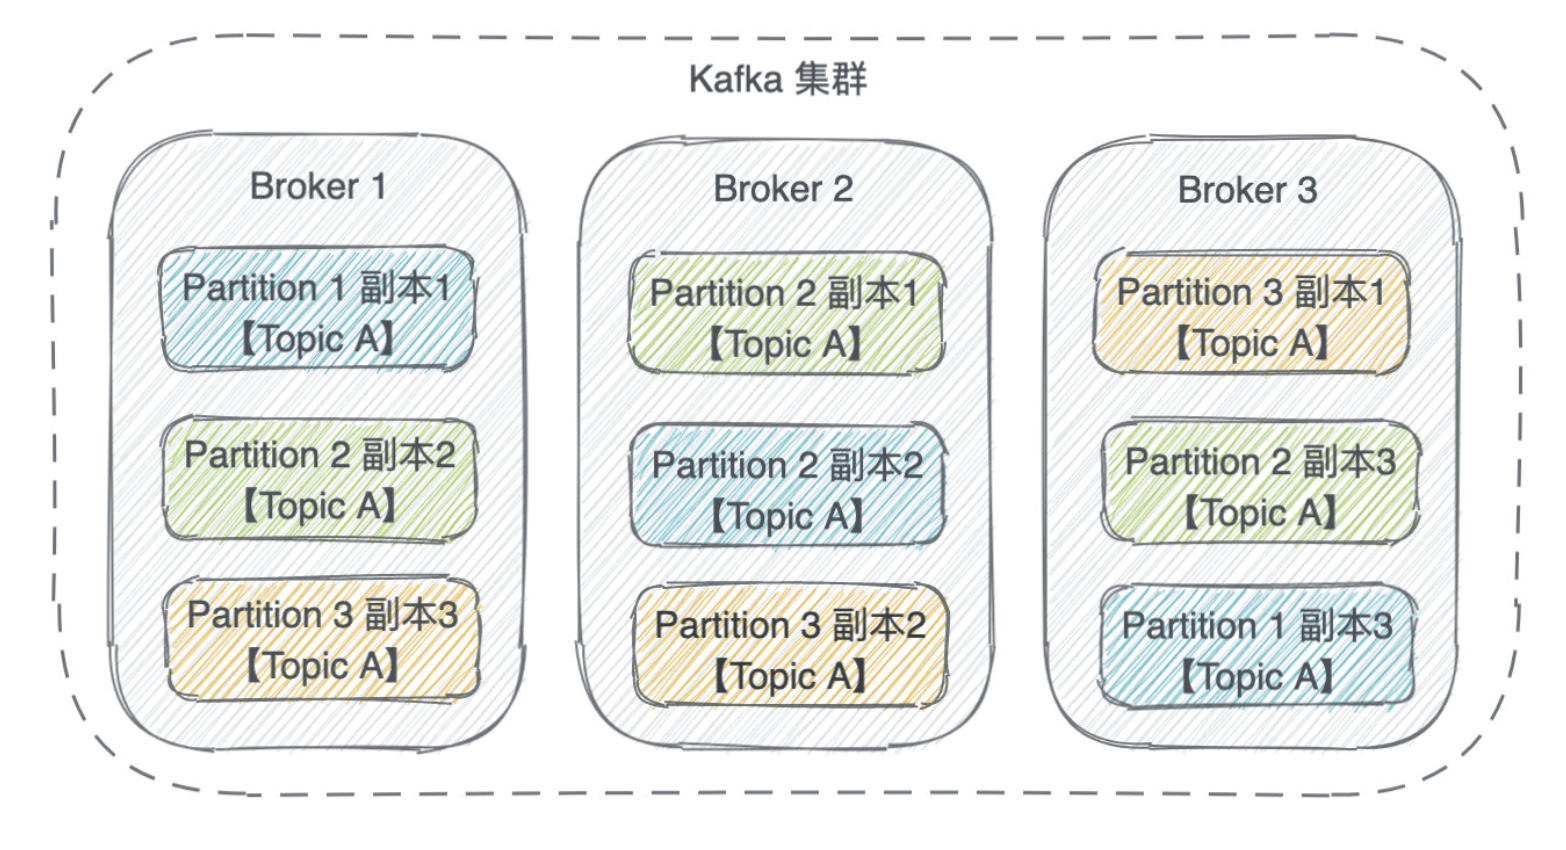 Kafka 集群
Broker 1
Partition 1 副本1
【Topic A】
Partition 2 副本2
【Topic A】
Partition 3 副本3
【Topic A】
Broker 2
Partition 2 副本1
【Topic A】
Partition 2 副本2
【Topic A】
Partition 3 副本2
【Topic A】
Broker 3
Partition 3 副本1
【Topic A】
Partition 2 副本3
【Topic A】
Partition 1 副本3
【Topic A】